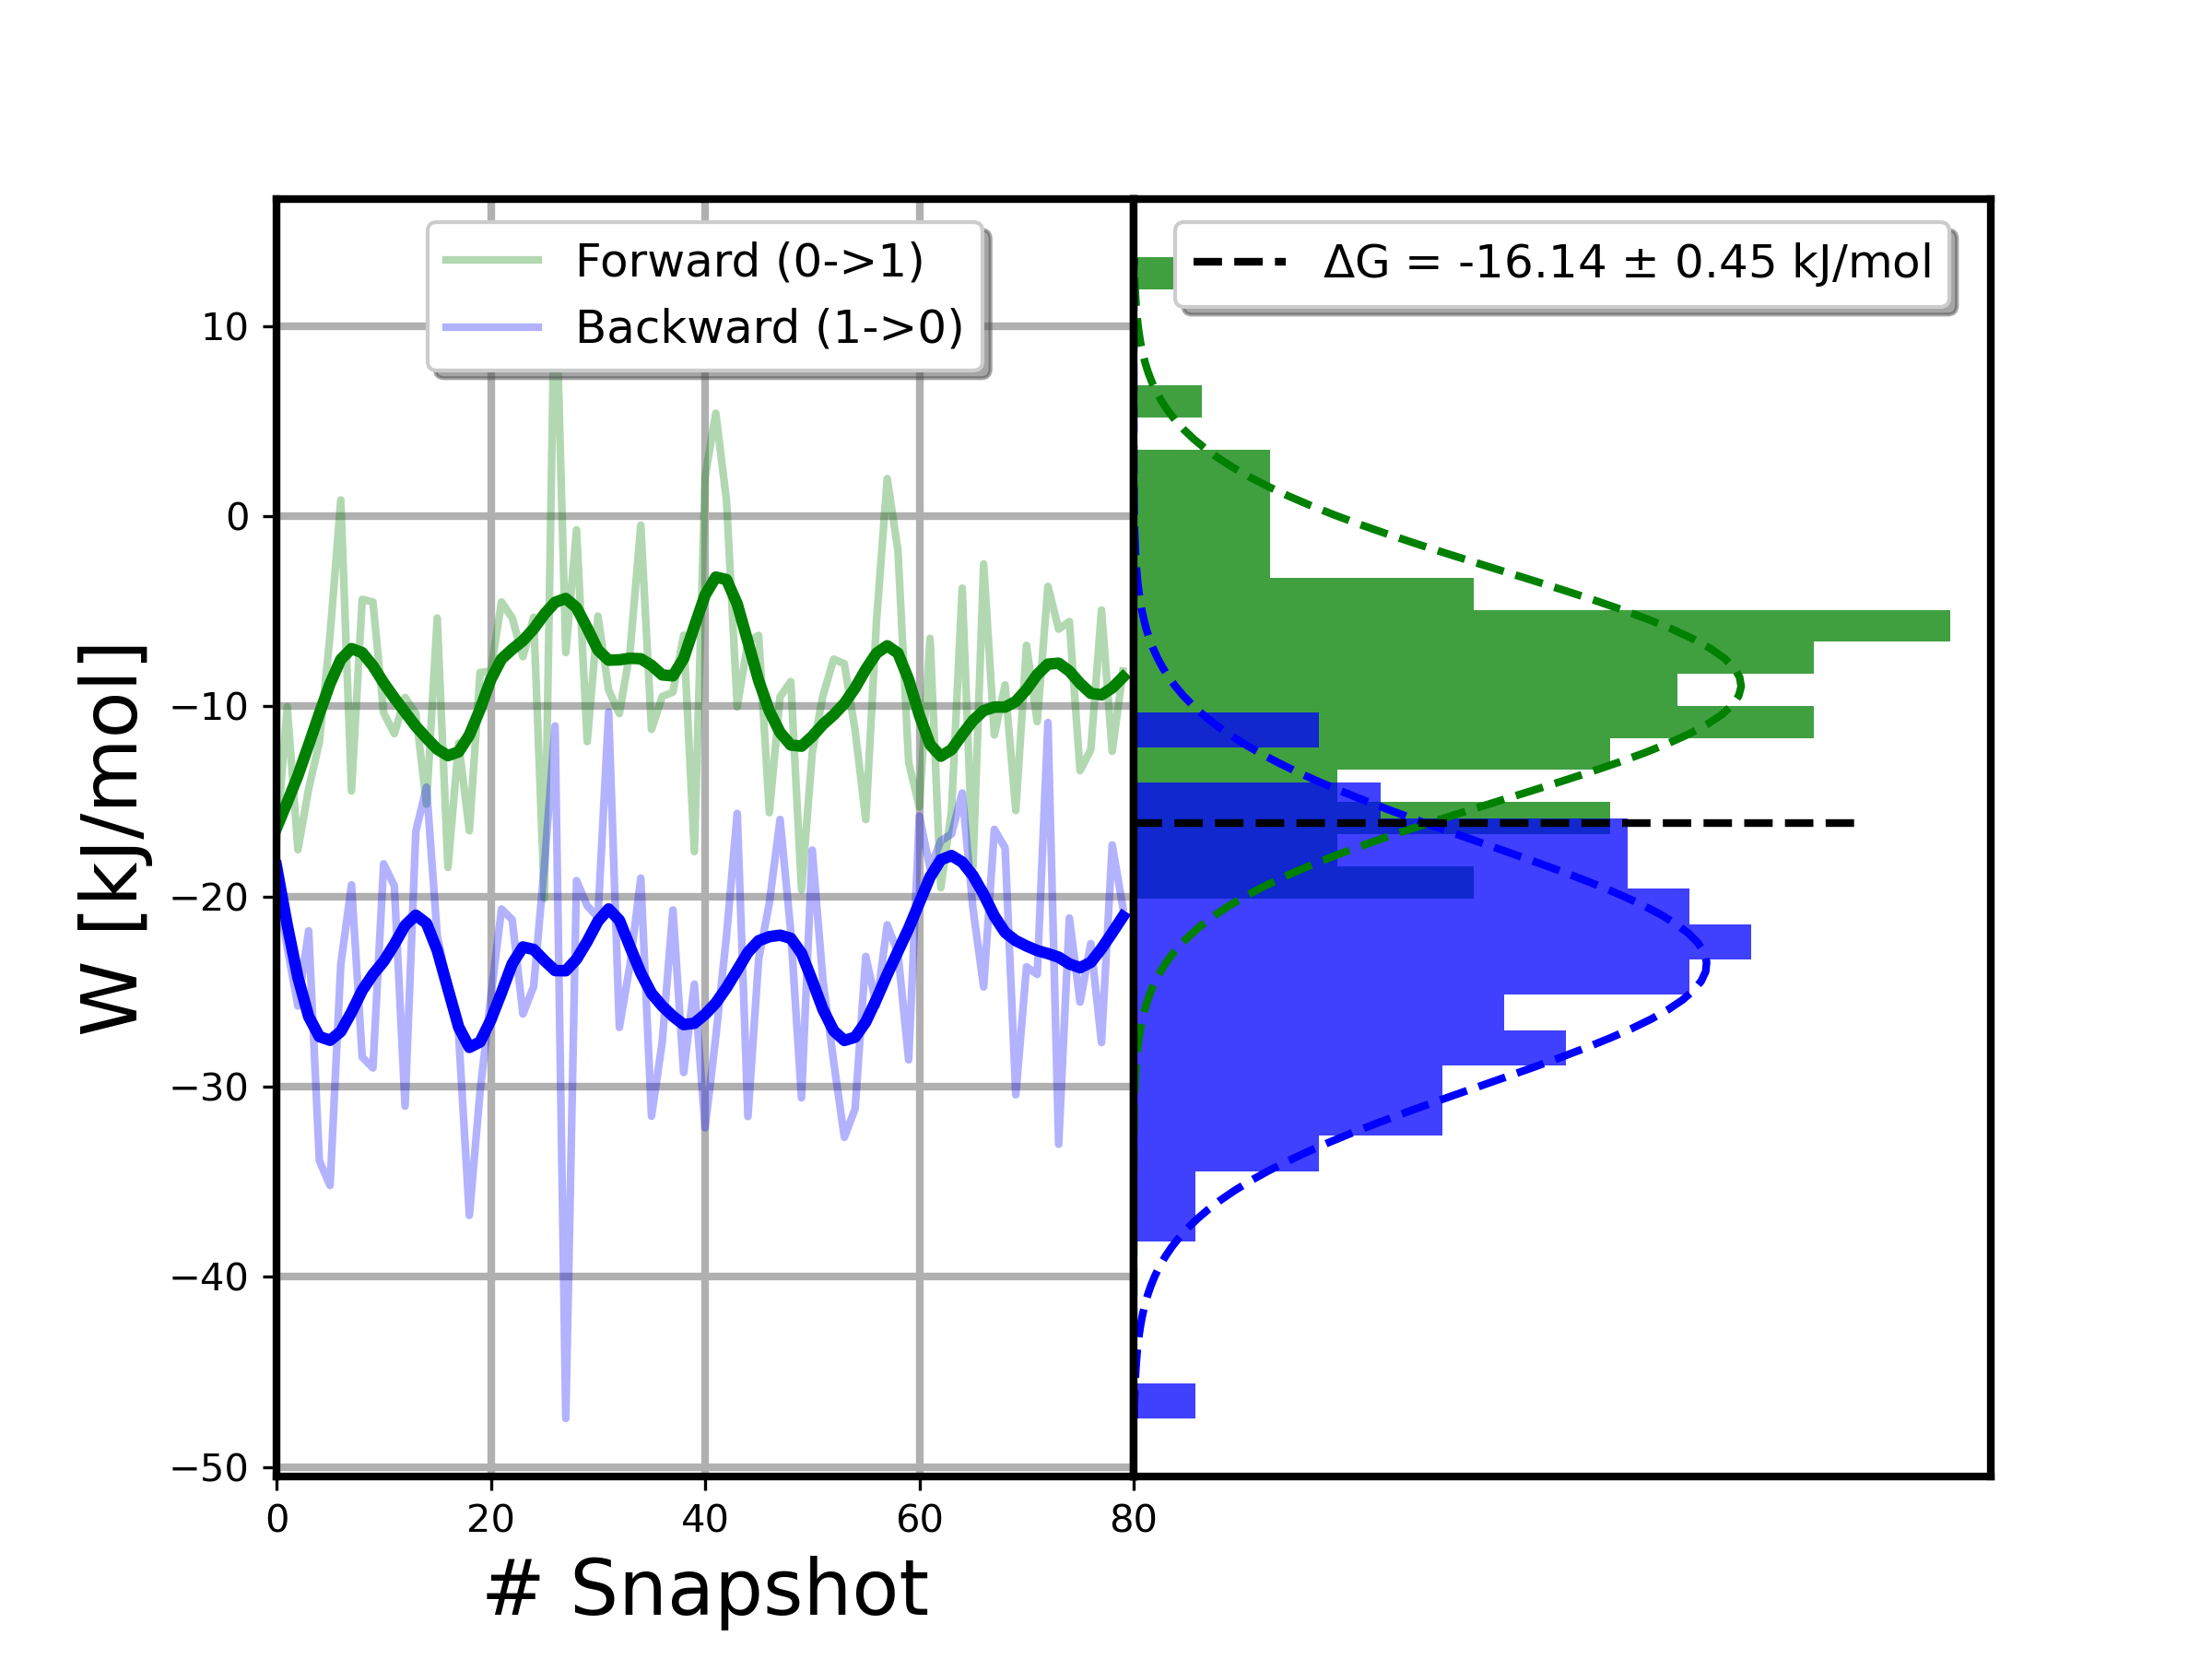 Forward (0->1)
Backward (1->0)
ΔG = -16.14 ± 0.45 kJ/mol
W [kJ/mol]
10
0
−10
−20
−30
−40
−50
0 20 40 60 80
# Snapshot